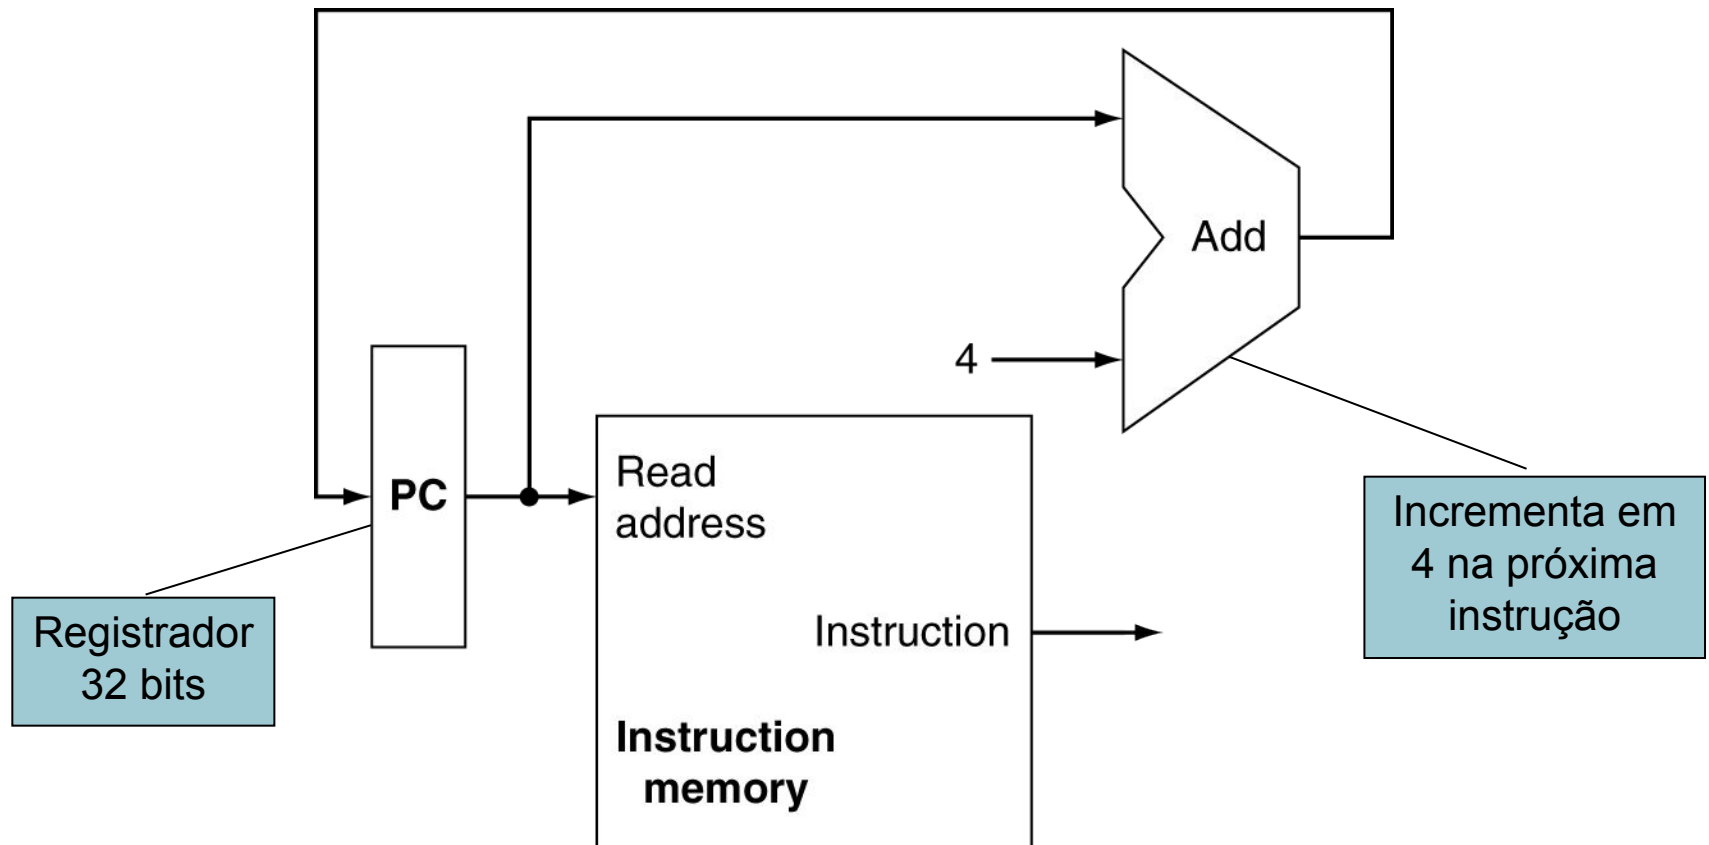 Add
4
PC
Read
address
Incrementa em
4 na próxima
instrução
Registrador
32 bits
Instruction
Instruction
memory